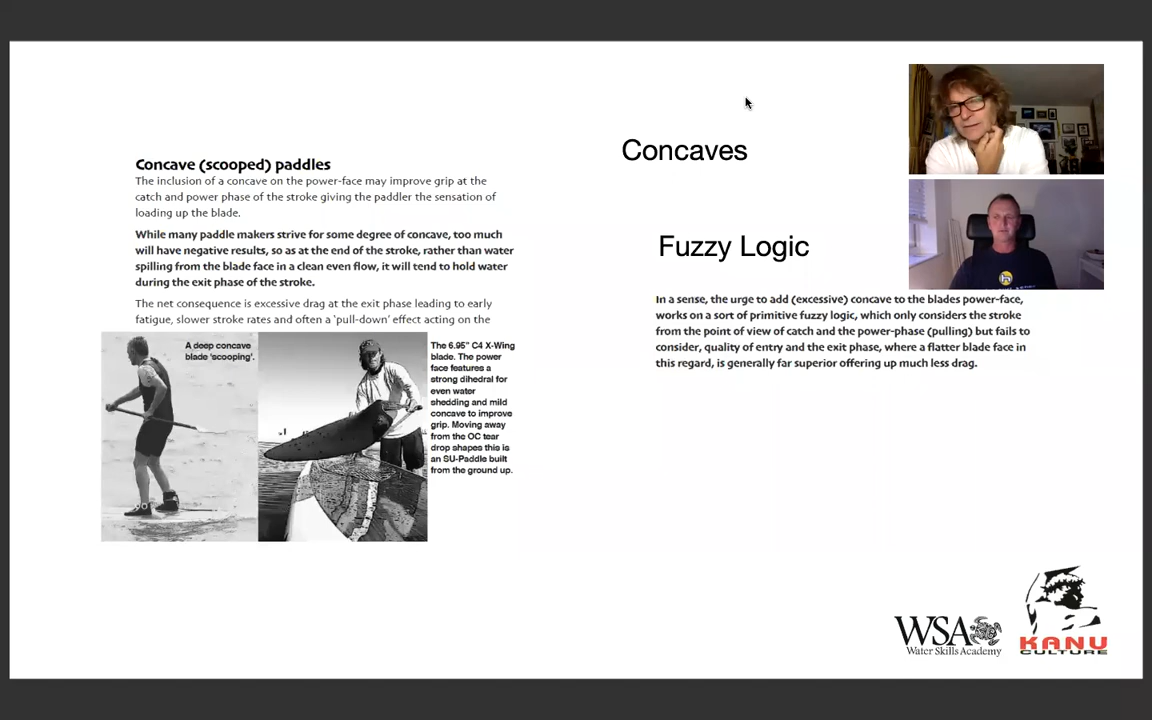 Concave (scooped) paddles
The inclusion of a concave on the power-face may improve grip at the
catch and power phase of the stroke giving the paddler the sensation of
loading up the blade.
While many paddle makers strive for some degree of concave, too much
will have negative results, so as at the end of the stroke, rather than water
spilling from the blade face in a clean even flow, it will tend to hold water
during the exit phase of the stroke.
The net consequence is excessive drag at the exit phase leading to early
fatigue, slower stroke rates and often a 'pull-down' effect acting on the
A deep concave
blade 'scooping'.
The 6.95" C4 X-Wing
blade. The power
face features a
strong dihedral for
even water
shedding and mild
concave to improve
grip. Moving away
from the OC tear
drop shapes this is
an SU-Paddle built
from the ground up.
Concaves
Fuzzy Logic
In a sense, the urge to add (excessive) concave to the blades power-face,
works on a sort of primitive fuzzy logic, which only considers the stroke
from the point of view of catch and the power-phase (pulling) but fails to
consider, quality of entry and the exit phase, where a flatter blade face in
this regard, is generally far superior offering up much less drag.
WSA
Water Skills Academy
KANU
CULTURE